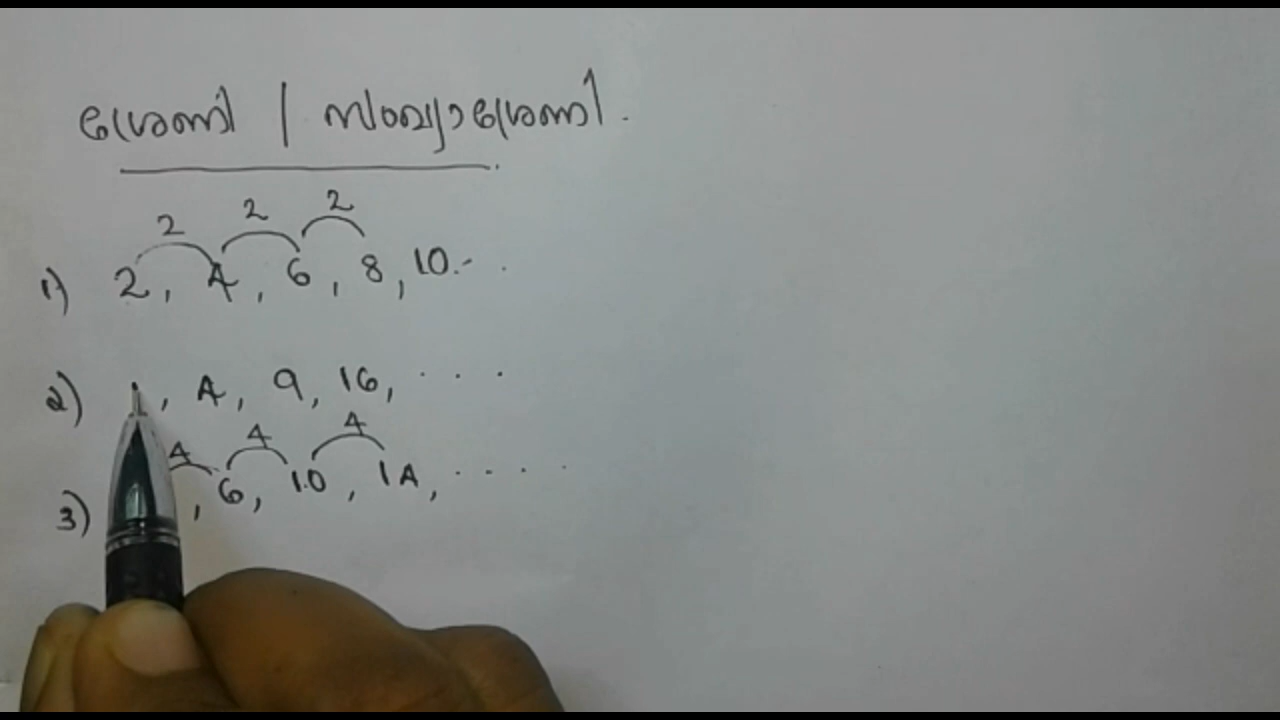 ശ്രേണി / സംഖ്യാശ്രേണി.
2 2 2
1) 2, 4, 6, 8, 10 . . .
2) 1, 4, 9, 16, . . .
4 4 4
3) , 6, 10, 14, . . . .